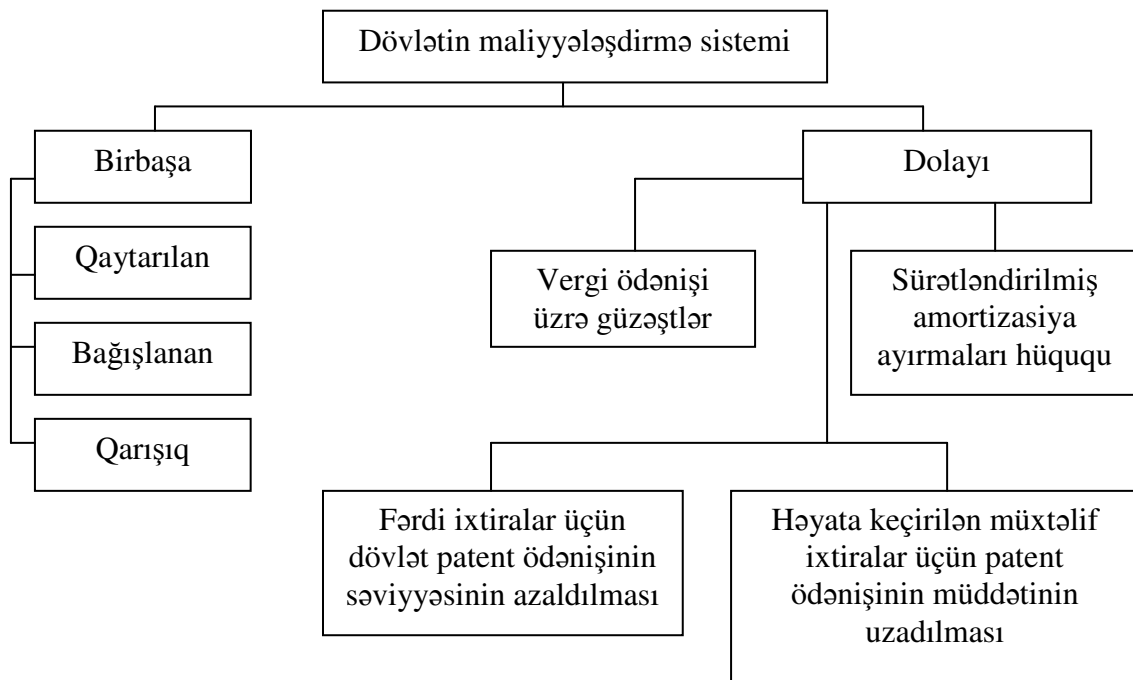 Dövlətin maliyyələşdirmə sistemi
Birbaşa
Dolayı
Qaytarılan
Bağışlanan
Qarışıq
Vergi ödənişi
üzrə güzəştlər
Sürətləndirilmiş
amortizasiya
ayırmaları hüququ
Fərdi ixtiralar üçün
dövlət patent ödənişinin
səviyyəsinin azaldılması
Həyata keçirilən müxtəlif
ixtiralar üçün patent
ödənişinin müddətinin
uzadılması